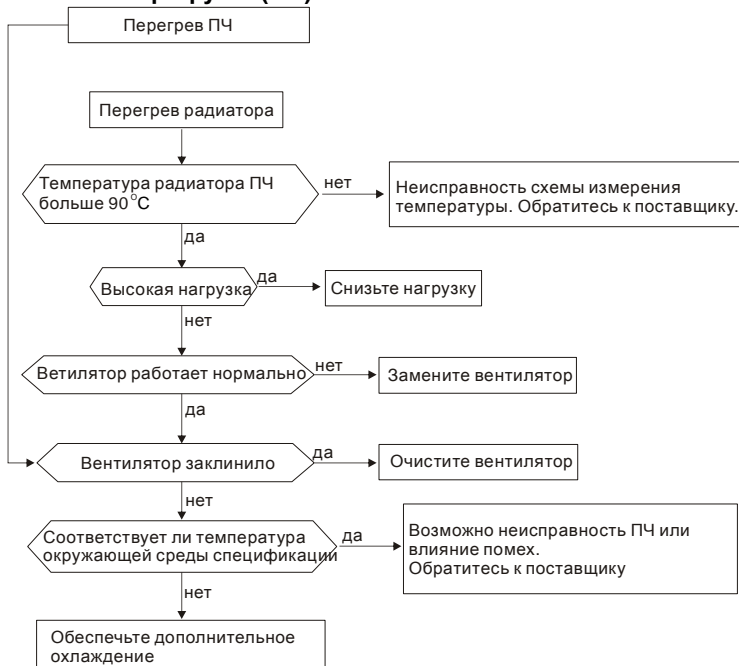 Перегрев ПЧ
Перегрев радиатора
Температура радиатора ПЧ
больше 90°С
нет
Неисправность схемы измерения
температуры. Обратитесь к поставщику.
да
Высокая нагрузка
да
Снизьте нагрузку
нет
Ветилятор работает нормально
нет
Замените вентилятор
да
Вентилятор заклинило
да
Очистите вентилятор
нет
Соответствует ли температура
окружающей среды спецификации
да
Возможно неисправность ПЧ или
влияние помех.
Обратитесь к поставщику
нет
Обеспечьте дополнительное
охлаждение